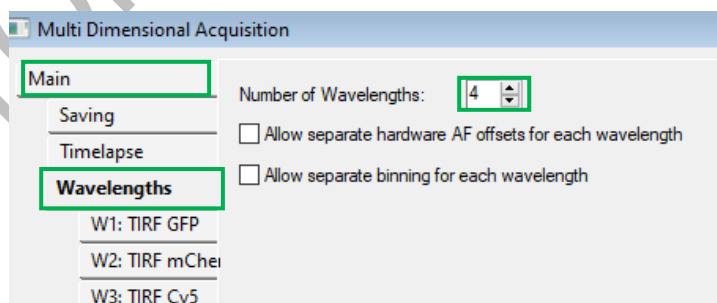 Multi Dimensional Acquisition
Main
Saving
Timelapse
Wavelengths
W1: TIRF GFP
W2: TIRF mCher
W3: TIRF Cy5
Number of Wavelengths: 4
Allow separate hardware AF offsets for each wavelength
Allow separate binning for each wavelength